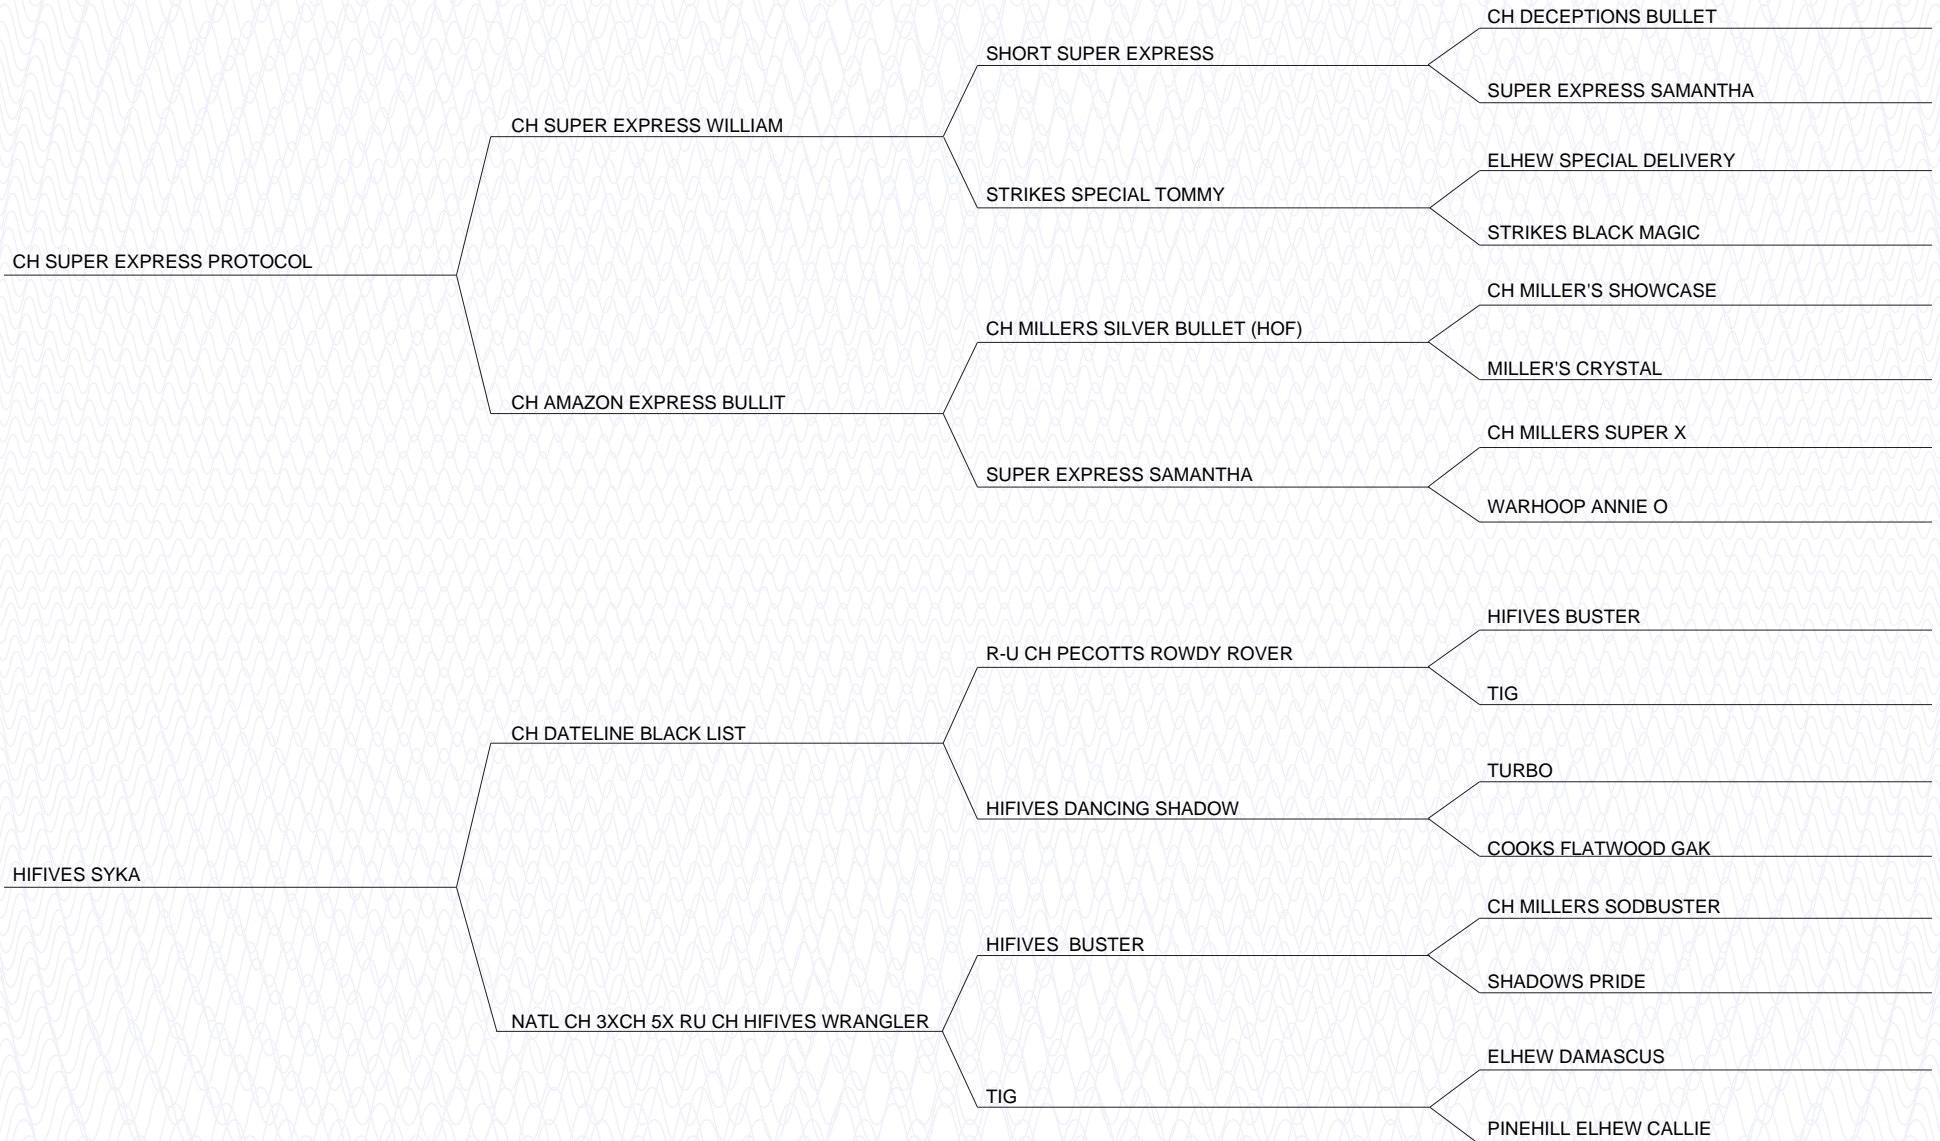 CH SUPER EXPRESS PROTOCOL
CH SUPER EXPRESS WILLIAM
SHORT SUPER EXPRESS
CH DECEPTIONS BULLET
SUPER EXPRESS SAMANTHA
STRIKES SPECIAL TOMMY
ELHEW SPECIAL DELIVERY
STRIKES BLACK MAGIC
CH AMAZON EXPRESS BULLIT
CH MILLERS SILVER BULLET (HOF)
CH MILLER'S SHOWCASE
MILLER'S CRYSTAL
SUPER EXPRESS SAMANTHA
CH MILLERS SUPER X
WARHOOP ANNIE O
HIFIVES SYKA
CH DATELINE BLACK LIST
R-U CH PECOTTS ROWDY ROVER
HIFIVES BUSTER
TIG
HIFIVES DANCING SHADOW
TURBO
COOKS FLATWOOD GAK
NATL CH 3XCH 5X RU CH HIFIVES WRANGLER
HIFIVES  BUSTER
CH MILLERS SODBUSTER
SHADOWS PRIDE
TIG
ELHEW DAMASCUS
PINEHILL ELHEW CALLIE